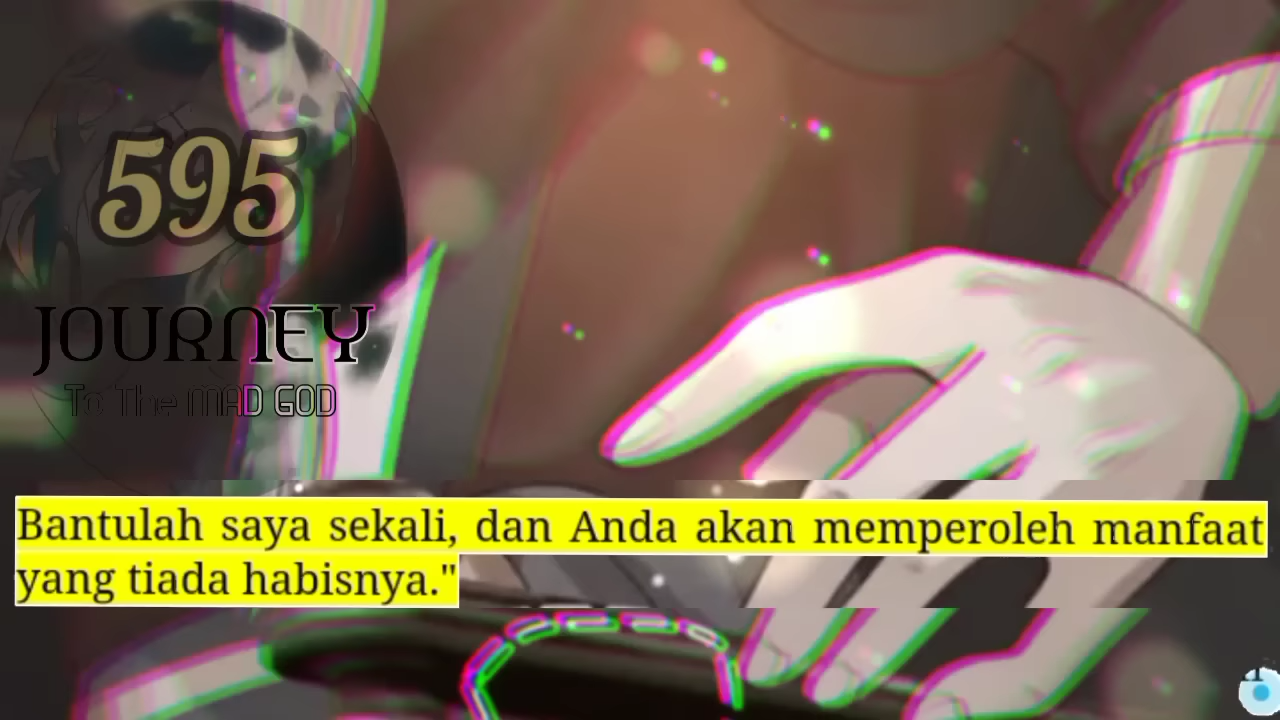 595
JOURNEY
To The MAD GOD
Bantulah saya sekali, dan Anda akan memperoleh manfaat
yang tiada habisnya."